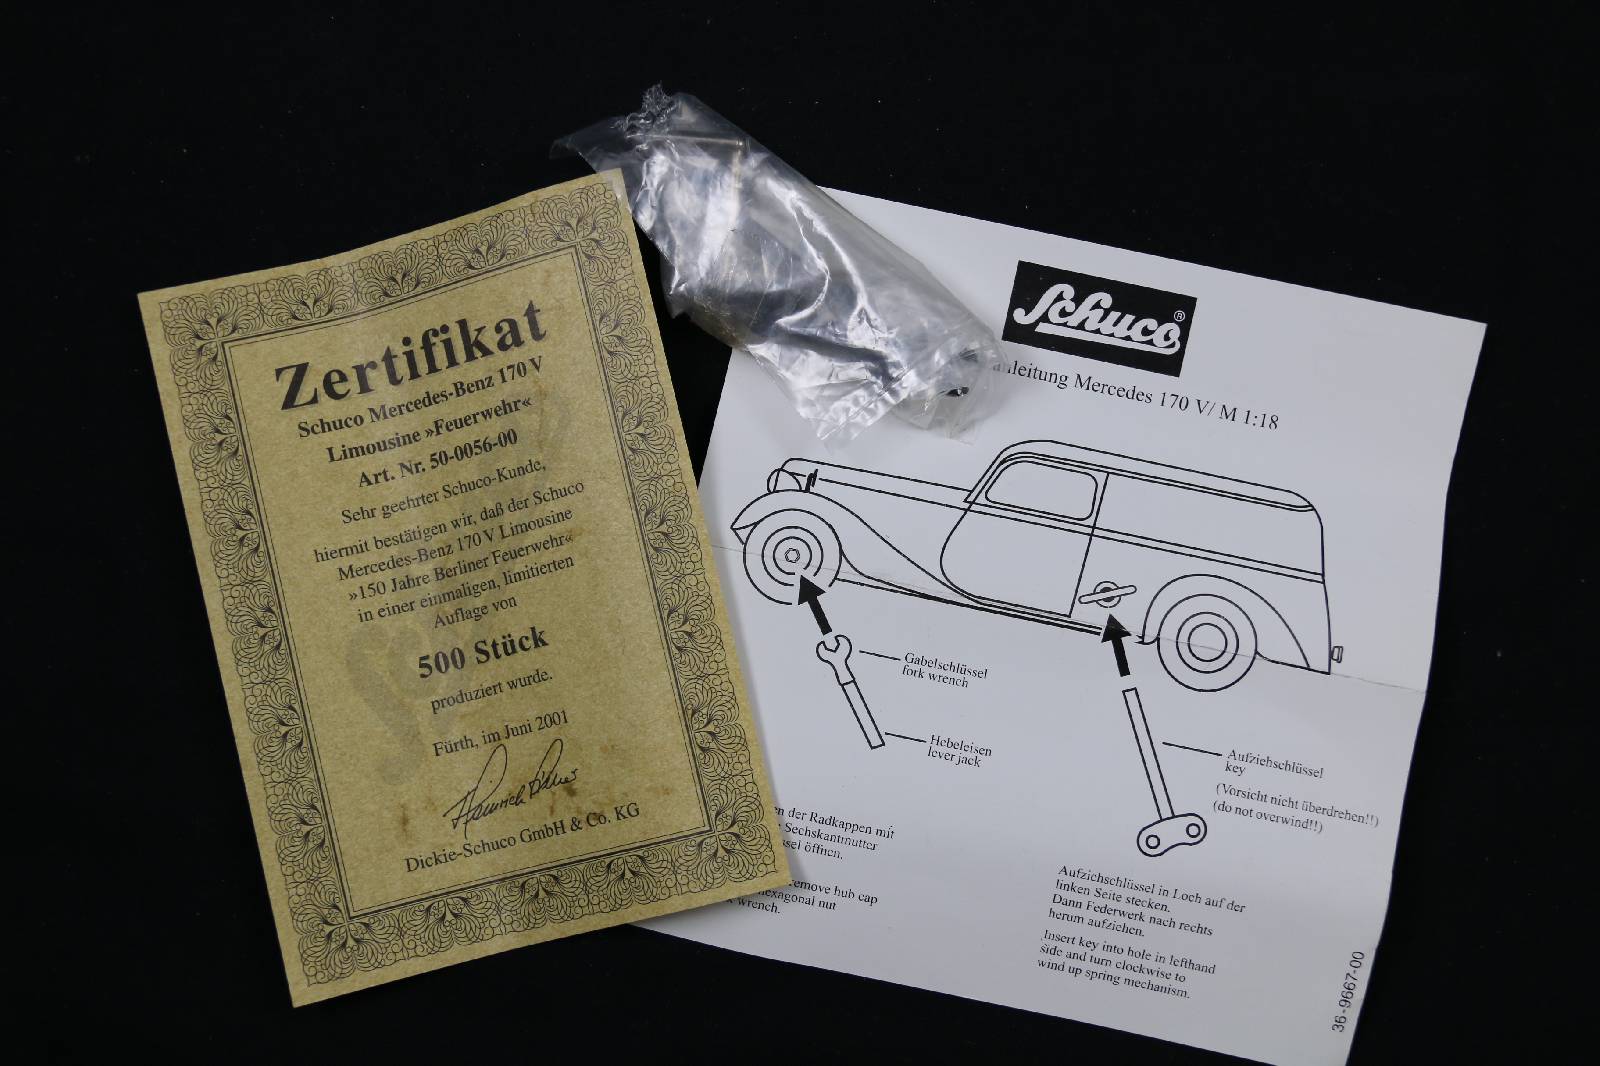 Zertifikat
Schuco Mercedes-Benz 170 V
Limousine »Feuerwehr«
Art. Nr. 50-0056-00
Sehr geehrter Schuco-Kunde,
hiermit bestätigen wir, daß der Schuco
Mercedes-Benz 170 V Limousine
»150 Jahre Berliner Feuerwehr«
in einer einmaligen, limitierten
Auflage von
500 Stück
produziert wurde.
Fürth, im Juni 2001
Dickie-Schuco GmbH & Co. KG
Schuco ®
anleitung Mercedes 170 V/ M 1:18
Gabelschlüssel
fork wrench
Hebeleisen
lever jack
Aufziehschlüssel
key
(Vorsicht nicht überdrehen!!)
(do not overwind!!)
en der Radkappen mit
Sechskantmutter
ssel öffnen.
remove hub cap
hexagonal nut
wrench.
Aufziehschlüssel in Loch auf der
linken Seite stecken.
Dann Federwerk nach rechts
herum aufziehen.
Insert key into hole in lefthand
side and turn clockwise to
wind up spring mechanism.
36-9667-00